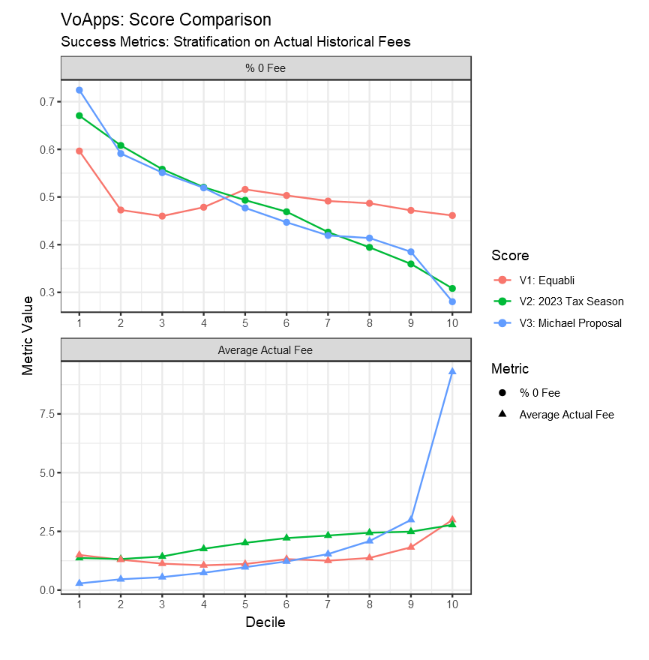 VoApps: Score Comparison
Success Metrics: Stratification on Actual Historical Fees
% 0 Fee
0.7
0.6
0.5
0.4
0.3
1 2 3 4 5 6 7 8 9 10
Average Actual Fee
7.5
5.0
2.5
0.0
1 2 3 4 5 6 7 8 9 10
Decile
Metric Value
Score
V1: Equabli
V2: 2023 Tax Season
V3: Michael Proposal
Metric
% 0 Fee
Average Actual Fee